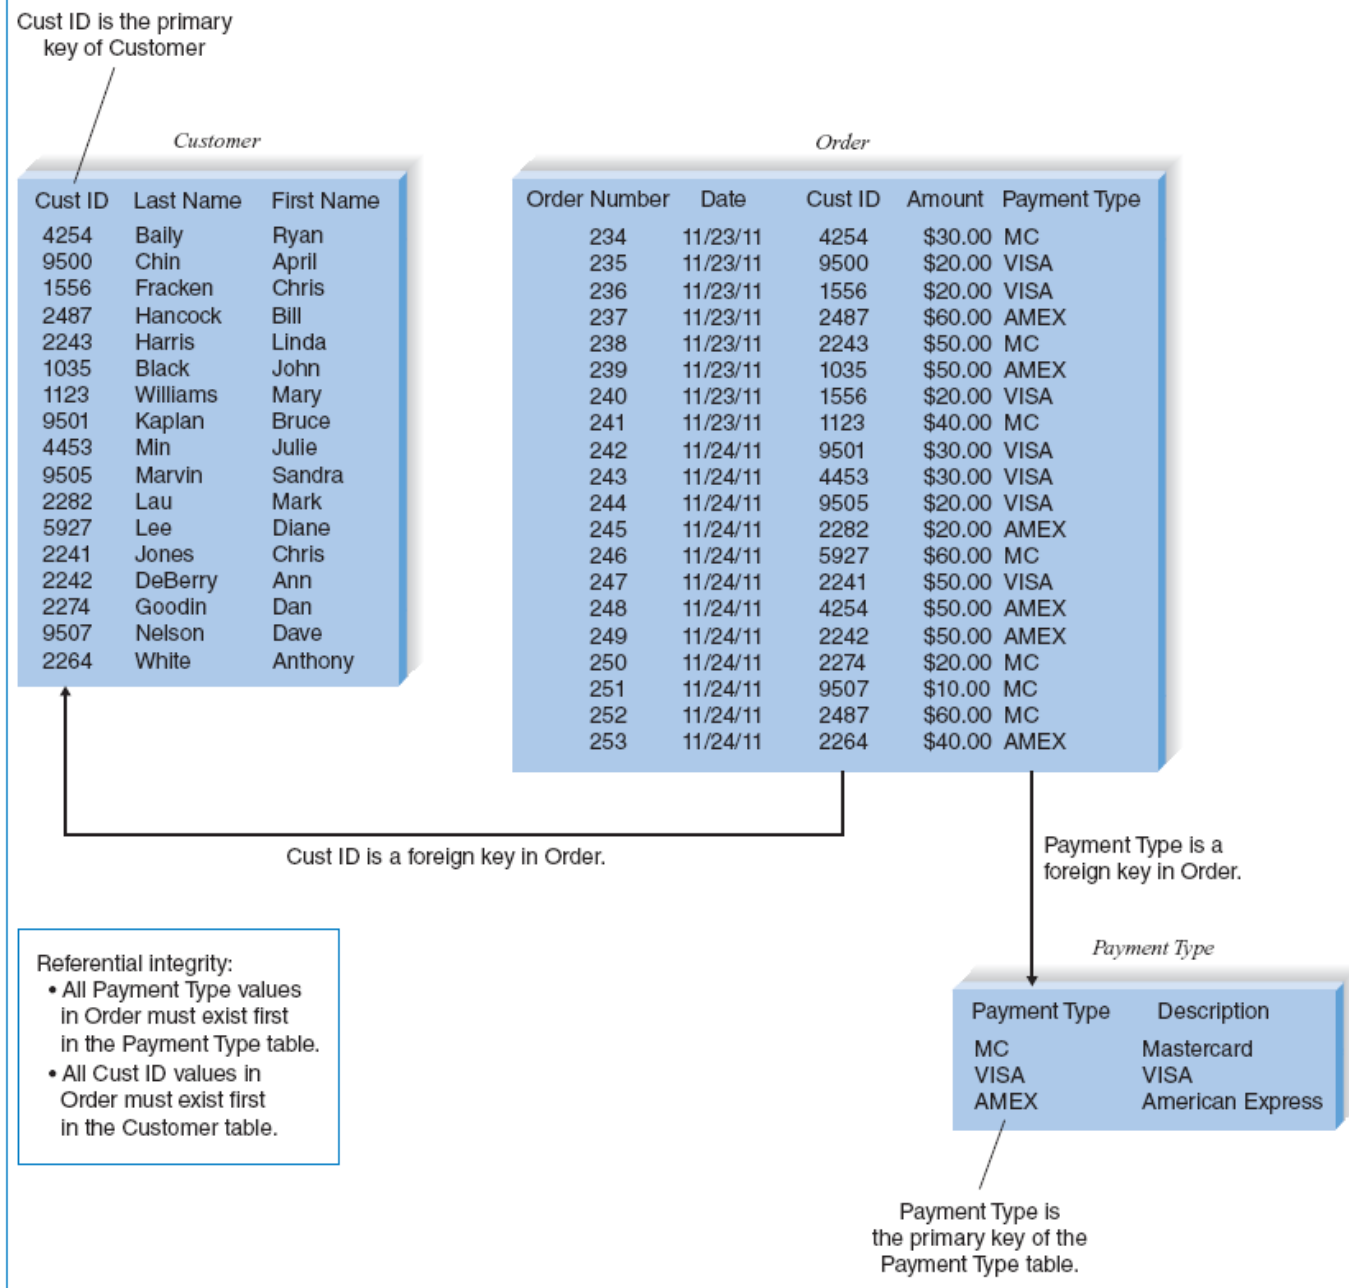 Cust ID is the primary
key of Customer
Customer
Cust ID Last Name First Name
4254 Baily Ryan
9500 Chin April
1556 Fracken Chris
2487 Hancock Bill
2243 Harris Linda
1035 Black John
1123 Williams Mary
9501 Kaplan Bruce
4453 Min Julie
9505 Marvin Sandra
2282 Lau Mark
5927 Lee Diane
2241 Jones Chris
2242 DeBerry Ann
2274 Goodin Dan
9507 Nelson Dave
2264 White Anthony
Order
Order Number Date Cust ID Amount Payment Type
234 11/23/11 4254 $30.00 MC
235 11/23/11 9500 $20.00 VISA
236 11/23/11 1556 $20.00 VISA
237 11/23/11 2487 $60.00 AMEX
238 11/23/11 2243 $50.00 MC
239 11/23/11 1035 $50.00 AMEX
240 11/23/11 1556 $20.00 VISA
241 11/23/11 1123 $40.00 MC
242 11/24/11 9501 $30.00 VISA
243 11/24/11 4453 $30.00 VISA
244 11/24/11 9505 $20.00 VISA
245 11/24/11 2282 $20.00 AMEX
246 11/24/11 5927 $60.00 MC
247 11/24/11 2241 $50.00 VISA
248 11/24/11 4254 $50.00 AMEX
249 11/24/11 2242 $50.00 AMEX
250 11/24/11 2274 $20.00 MC
251 11/24/11 9507 $10.00 MC
252 11/24/11 2487 $60.00 MC
253 11/24/11 2264 $40.00 AMEX
Cust ID is a foreign key in Order.
Payment Type is a
foreign key in Order.
Referential integrity:
• All Payment Type values
in Order must exist first
in the Payment Type table.
• All Cust ID values in
Order must exist first
in the Customer table.
Payment Type
Payment Type Description
MC Mastercard
VISA VISA
AMEX American Express
Payment Type is
the primary key of the
Payment Type table.